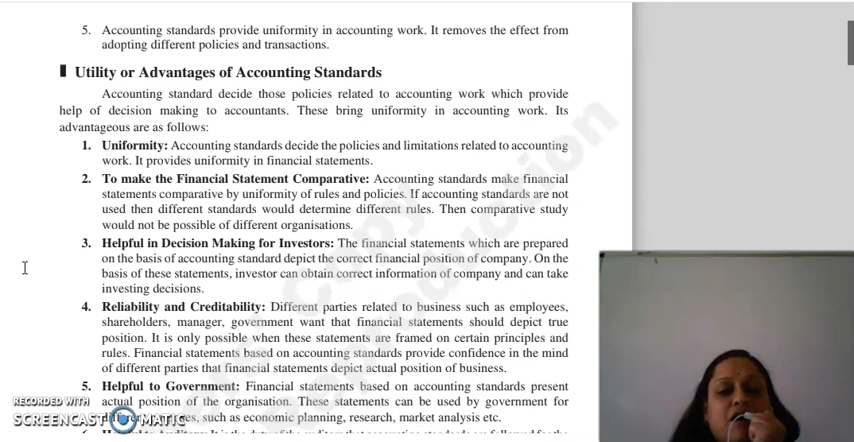 5. Accounting standards provide uniformity in accounting work. It removes the effect from
adopting different policies and transactions.
Utility or Advantages of Accounting Standards
Accounting standard decide those policies related to accounting work which provide
help of decision making to accountants. These bring uniformity in accounting work. Its
advantageous are as follows:
1. Uniformity: Accounting standards decide the policies and limitations related to accounting
work. It provides uniformity in financial statements.
2. To make the Financial Statement Comparative: Accounting standards make financial
statements comparative by uniformity of rules and policies. If accounting standards are not
used then different standards would determine different rules. Then comparative study
would not be possible of different organisations.
3. Helpful in Decision Making for Investors: The financial statements which are prepared
on the basis of accounting standard depict the correct financial position of company. On the
basis of these statements, investor can obtain correct information of company and can take
investing decisions.
4. Reliability and Creditability: Different parties related to business such as employees,
shareholders, manager, government want that financial statements should depict true
position. It is only possible when these statements are framed on certain principles and
rules. Financial statements based on accounting standards provide confidence in the mind
of different parties that financial statements depict actual position of business.
5. Helpful to Government: Financial statements based on accounting standards present
actual position of the organisation. These statements can be used by government for
such as economic planning, research, market analysis etc.
RECORDED WITH
SCREENCAST MATIC